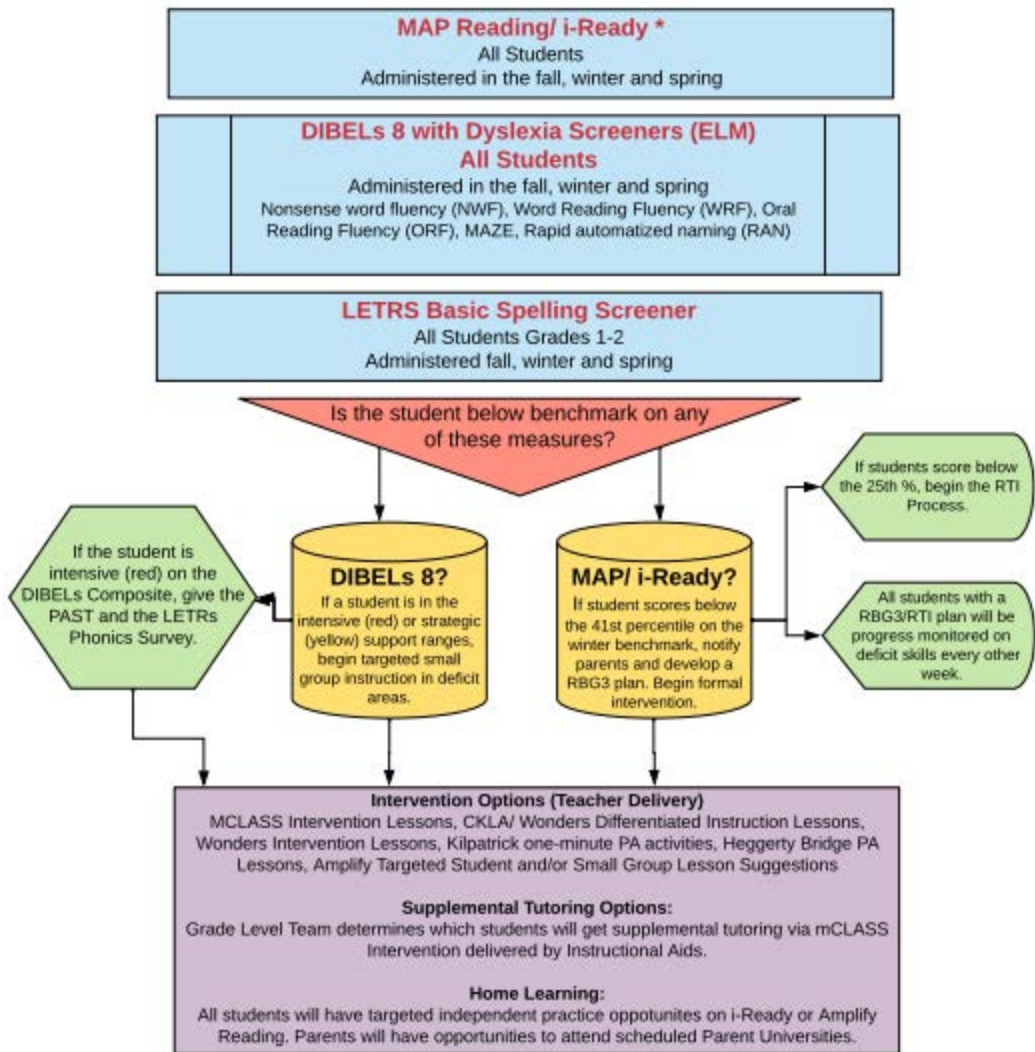 MAP Reading/ i-Ready *
All Students
Administered in the fall, winter and spring
DIBELs 8 with Dyslexia Screeners (ELM)
All Students
Administered in the fall, winter and spring
Nonsense word fluency (NWF), Word Reading Fluency (WRF), Oral
Reading Fluency (ORF), MAZE, Rapid automatized naming (RAN)
LETRS Basic Spelling Screener
All Students Grades 1-2
Administered fall, winter and spring
Is the student below benchmark on any
of these measures?
If the student is
intensive (red) on the
DIBELs Composite, give
the PAST and the LETRs
Phonics Survey.
DIBELs 8?
If a student is in the
intensive (red) or strategic
(yellow) support ranges,
begin targeted small
group instruction in deficit
areas.
MAP/ i-Ready?
If student scores below
the 41st percentile on the
winter benchmark, notify
parents and develop a
RBG3 plan. Begin formal
intervention.
If students score below
the 25th %, begin the RTI
Process.
All students with a
RBG3/RTI plan will be
progress monitored on
deficit skills every other
week.
Intervention Options (Teacher Delivery)
MCLASS Intervention Lessons, CKLA/ Wonders Differentiated Instruction Lessons,
Wonders Intervention Lessons, Kilpatrick one-minute PA activities, Heggerty Bridge PA
Lessons, Amplify Targeted Student and/or Small Group Lesson Suggestions
Supplemental Tutoring Options:
Grade Level Team determines which students will get supplemental tutoring via mCLASS
Intervention delivered by Instructional Aids.
Home Learning:
All students will have targeted independent practice oppotunites on i-Ready or Amplify
Reading. Parents will have opportunities to attend scheduled Parent Universities.